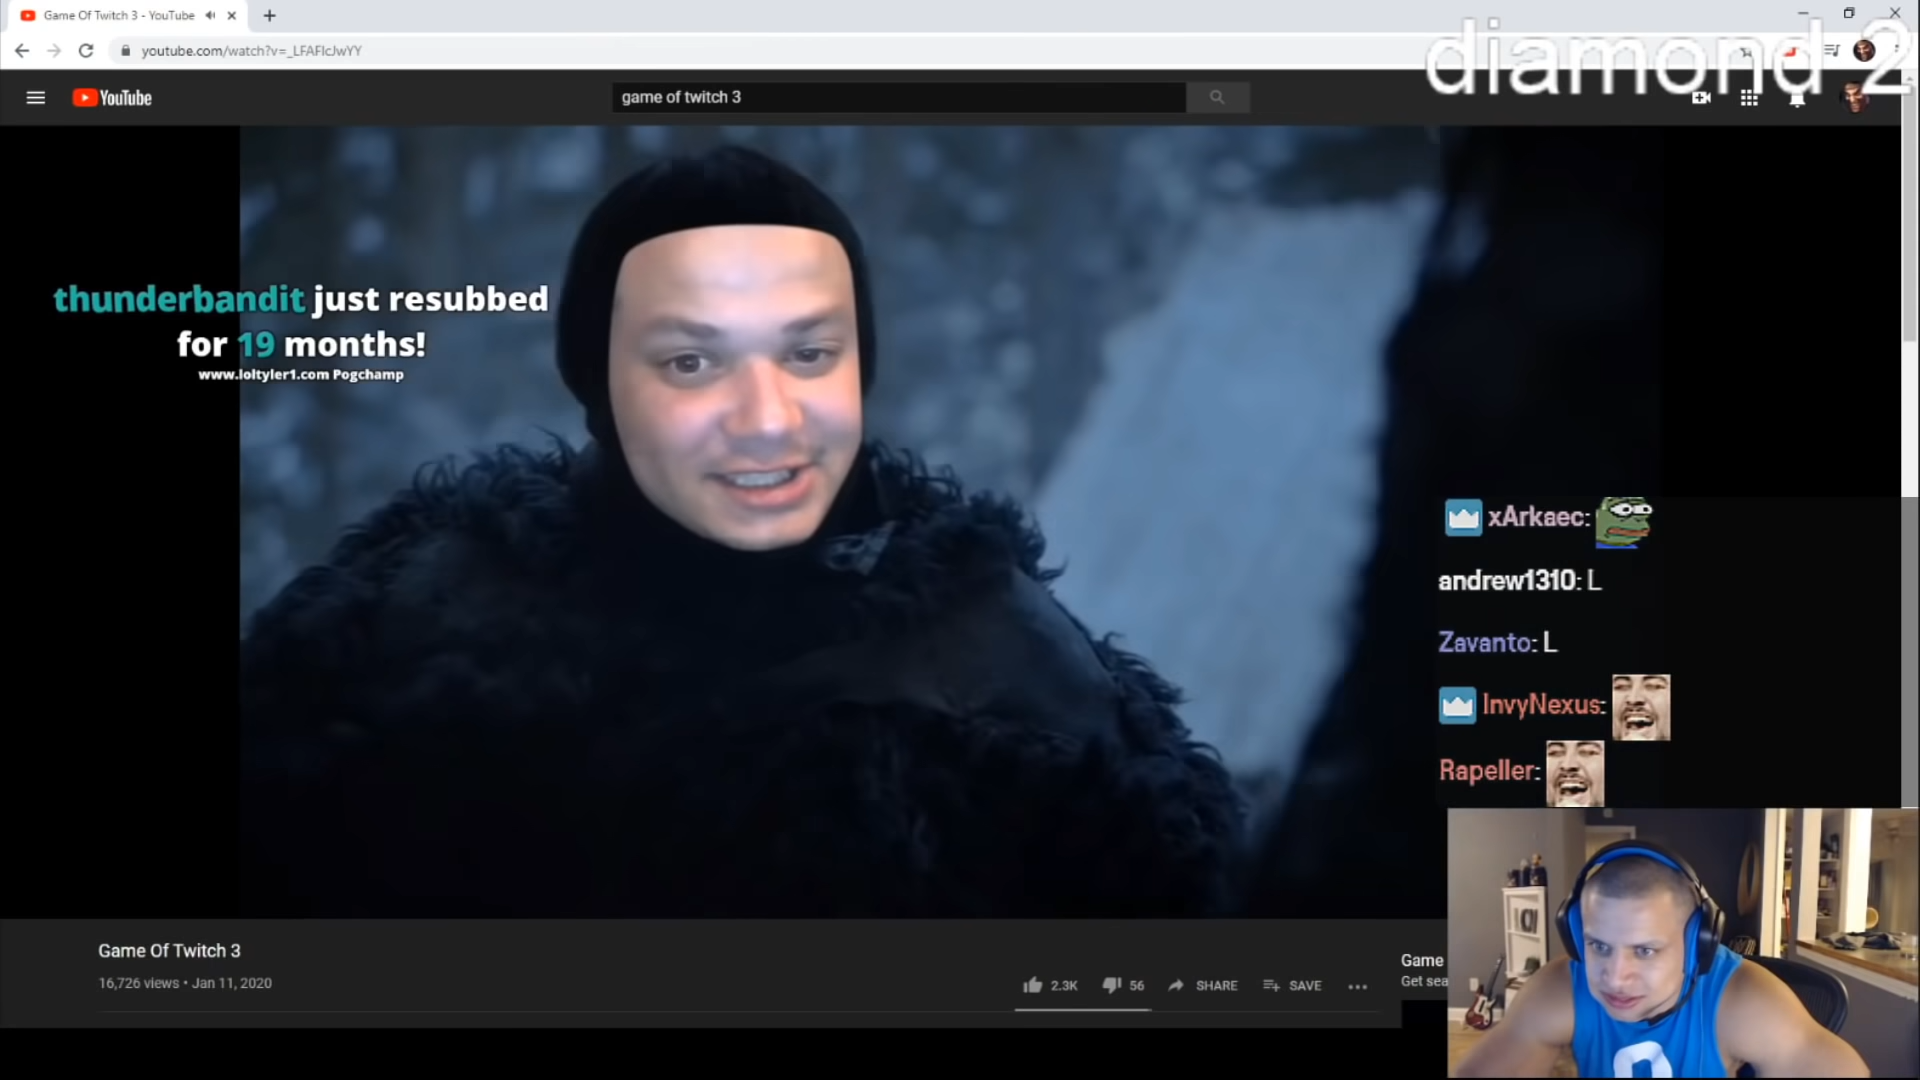 Game Of Twitch 3 - YouTube
youtube.com/watch?v=_LFAFlcJwYY
diamond 2
YouTube
game of twitch 3
thunderbandit just resubbed
for 19 months!
www.loltyler1.com Pogchamp
xArkaec:
andrew1310: L
Zavanto: L
InvyNexus:
Rapeller:
Game Of Twitch 3
16,726 views • Jan 11, 2020
2.3K
56
SHARE
SAVE
Game
Get sea